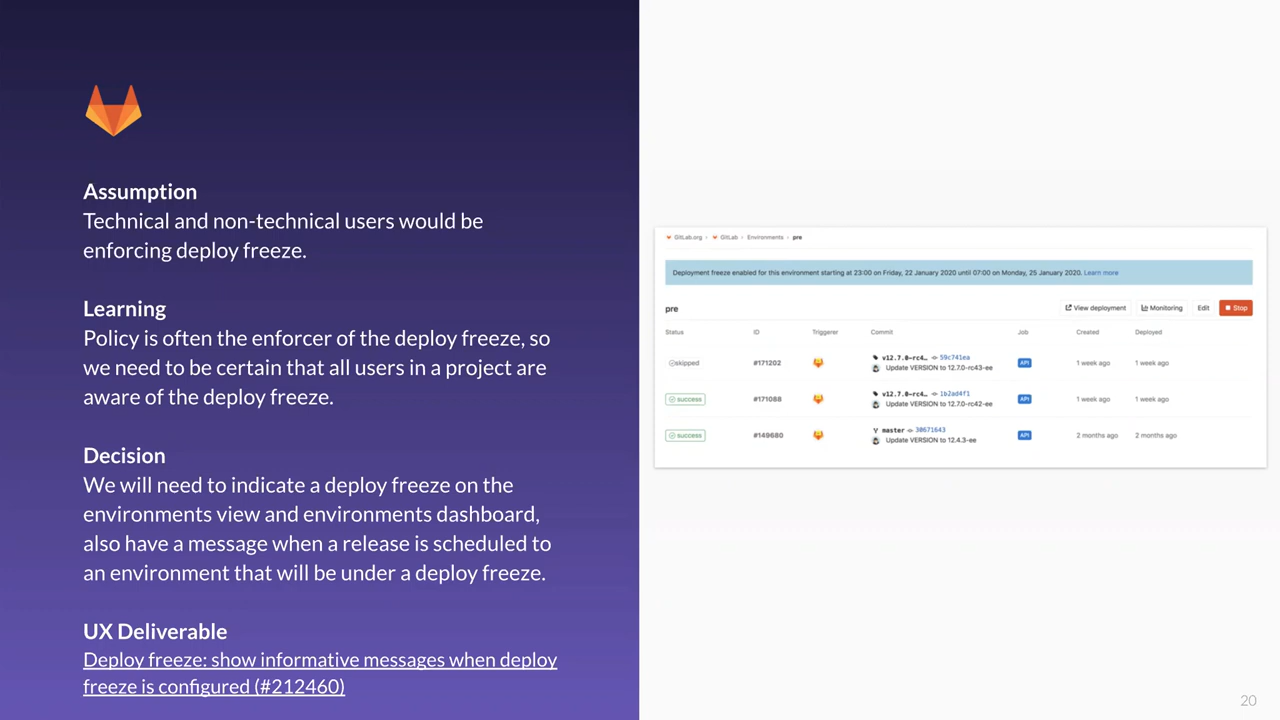 Assumption
Technical and non-technical users would be
enforcing deploy freeze.
Learning
Policy is often the enforcer of the deploy freeze, so
we need to be certain that all users in a project are
aware of the deploy freeze.
Decision
We will need to indicate a deploy freeze on the
environments view and environments dashboard,
also have a message when a release is scheduled to
an environment that will be under a deploy freeze.
UX Deliverable
Deploy freeze: show informative messages when deploy
freeze is configured (#212460)
GitLab.org › GitLab › Environments › pre
Deployment freeze enabled for this environment starting at 23:00 on Friday, 22 January 2020 until 07:00 on Monday, 25 January 2020. Learn more
pre View deployment Monitoring Edit Stop
Status ID Triggerer Commit Job Created Deployed
skipped #171202 v12.7.0-rc4… 59c741ea API 1 week ago 1 week ago
Update VERSION to 12.7.0-rc43-ee
success #171088 v12.7.0-rc4… 1b2ad4f1 API 1 week ago 1 week ago
Update VERSION to 12.7.0-rc42-ee
success #149680 master 30671643 API 2 months ago 2 months ago
Update VERSION to 12.4.3-ee
20